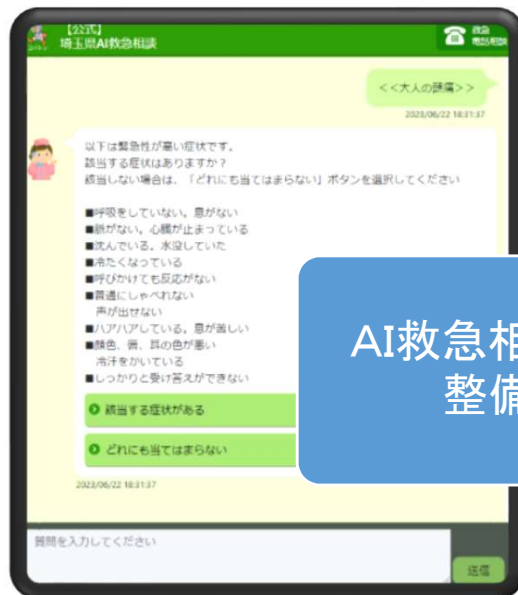 【公式】
埼玉県AI救急相談
救急
電話相談
<<大人の頭痛>>
2023/06/22 18:31:37
以下は緊急性が高い症状です。
該当する症状はありますか？
該当しない場合は、「どれにも当てはまらない」ボタンを選択してください
■呼吸をしていない。息がない
■脈がない。心臓が止まっている
■沈んでいる。水没していた
■冷たくなっている
■呼びかけても反応がない
■普通にしゃべれない
声が出せない
■ハアハアしている。息が苦しい
■顔色、唇、耳の色が悪い
冷汗をかいている
■しっかりと受け答えができない
該当する症状がある
どれにも当てはまらない
2023/06/22 18:31:37
AI救急相
整備
質問を入力してください
送信